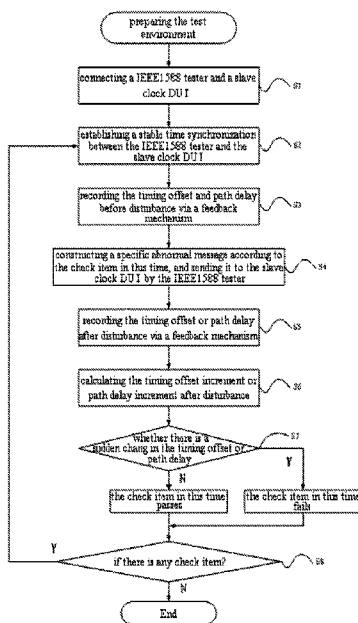 preparing the test
environment
connecting a IEEE1588 tester and a slave
clock DUT
S1
establishing a stable time synchronization
between the IEEE1588 tester and the
slave clock DUT
S2
recording the timing offset and path delay
before disturbance via a feedback
mechanism
S3
constructing a specific abnormal message according to
the check item in this time, and sending it to the slave
clock DUT by the IEEE1588 tester
S4
recording the timing offset or path delay
after disturbance via a feedback mechanism
S5
calculating the timing offset increment or
path delay increment after disturbance
S6
whether there is a
sudden chang in the timing offset or
path delay
S7
Y
N
the check item in this time
passes
the check item in this time
fails
Y
if there is any check item?
S8
N
End